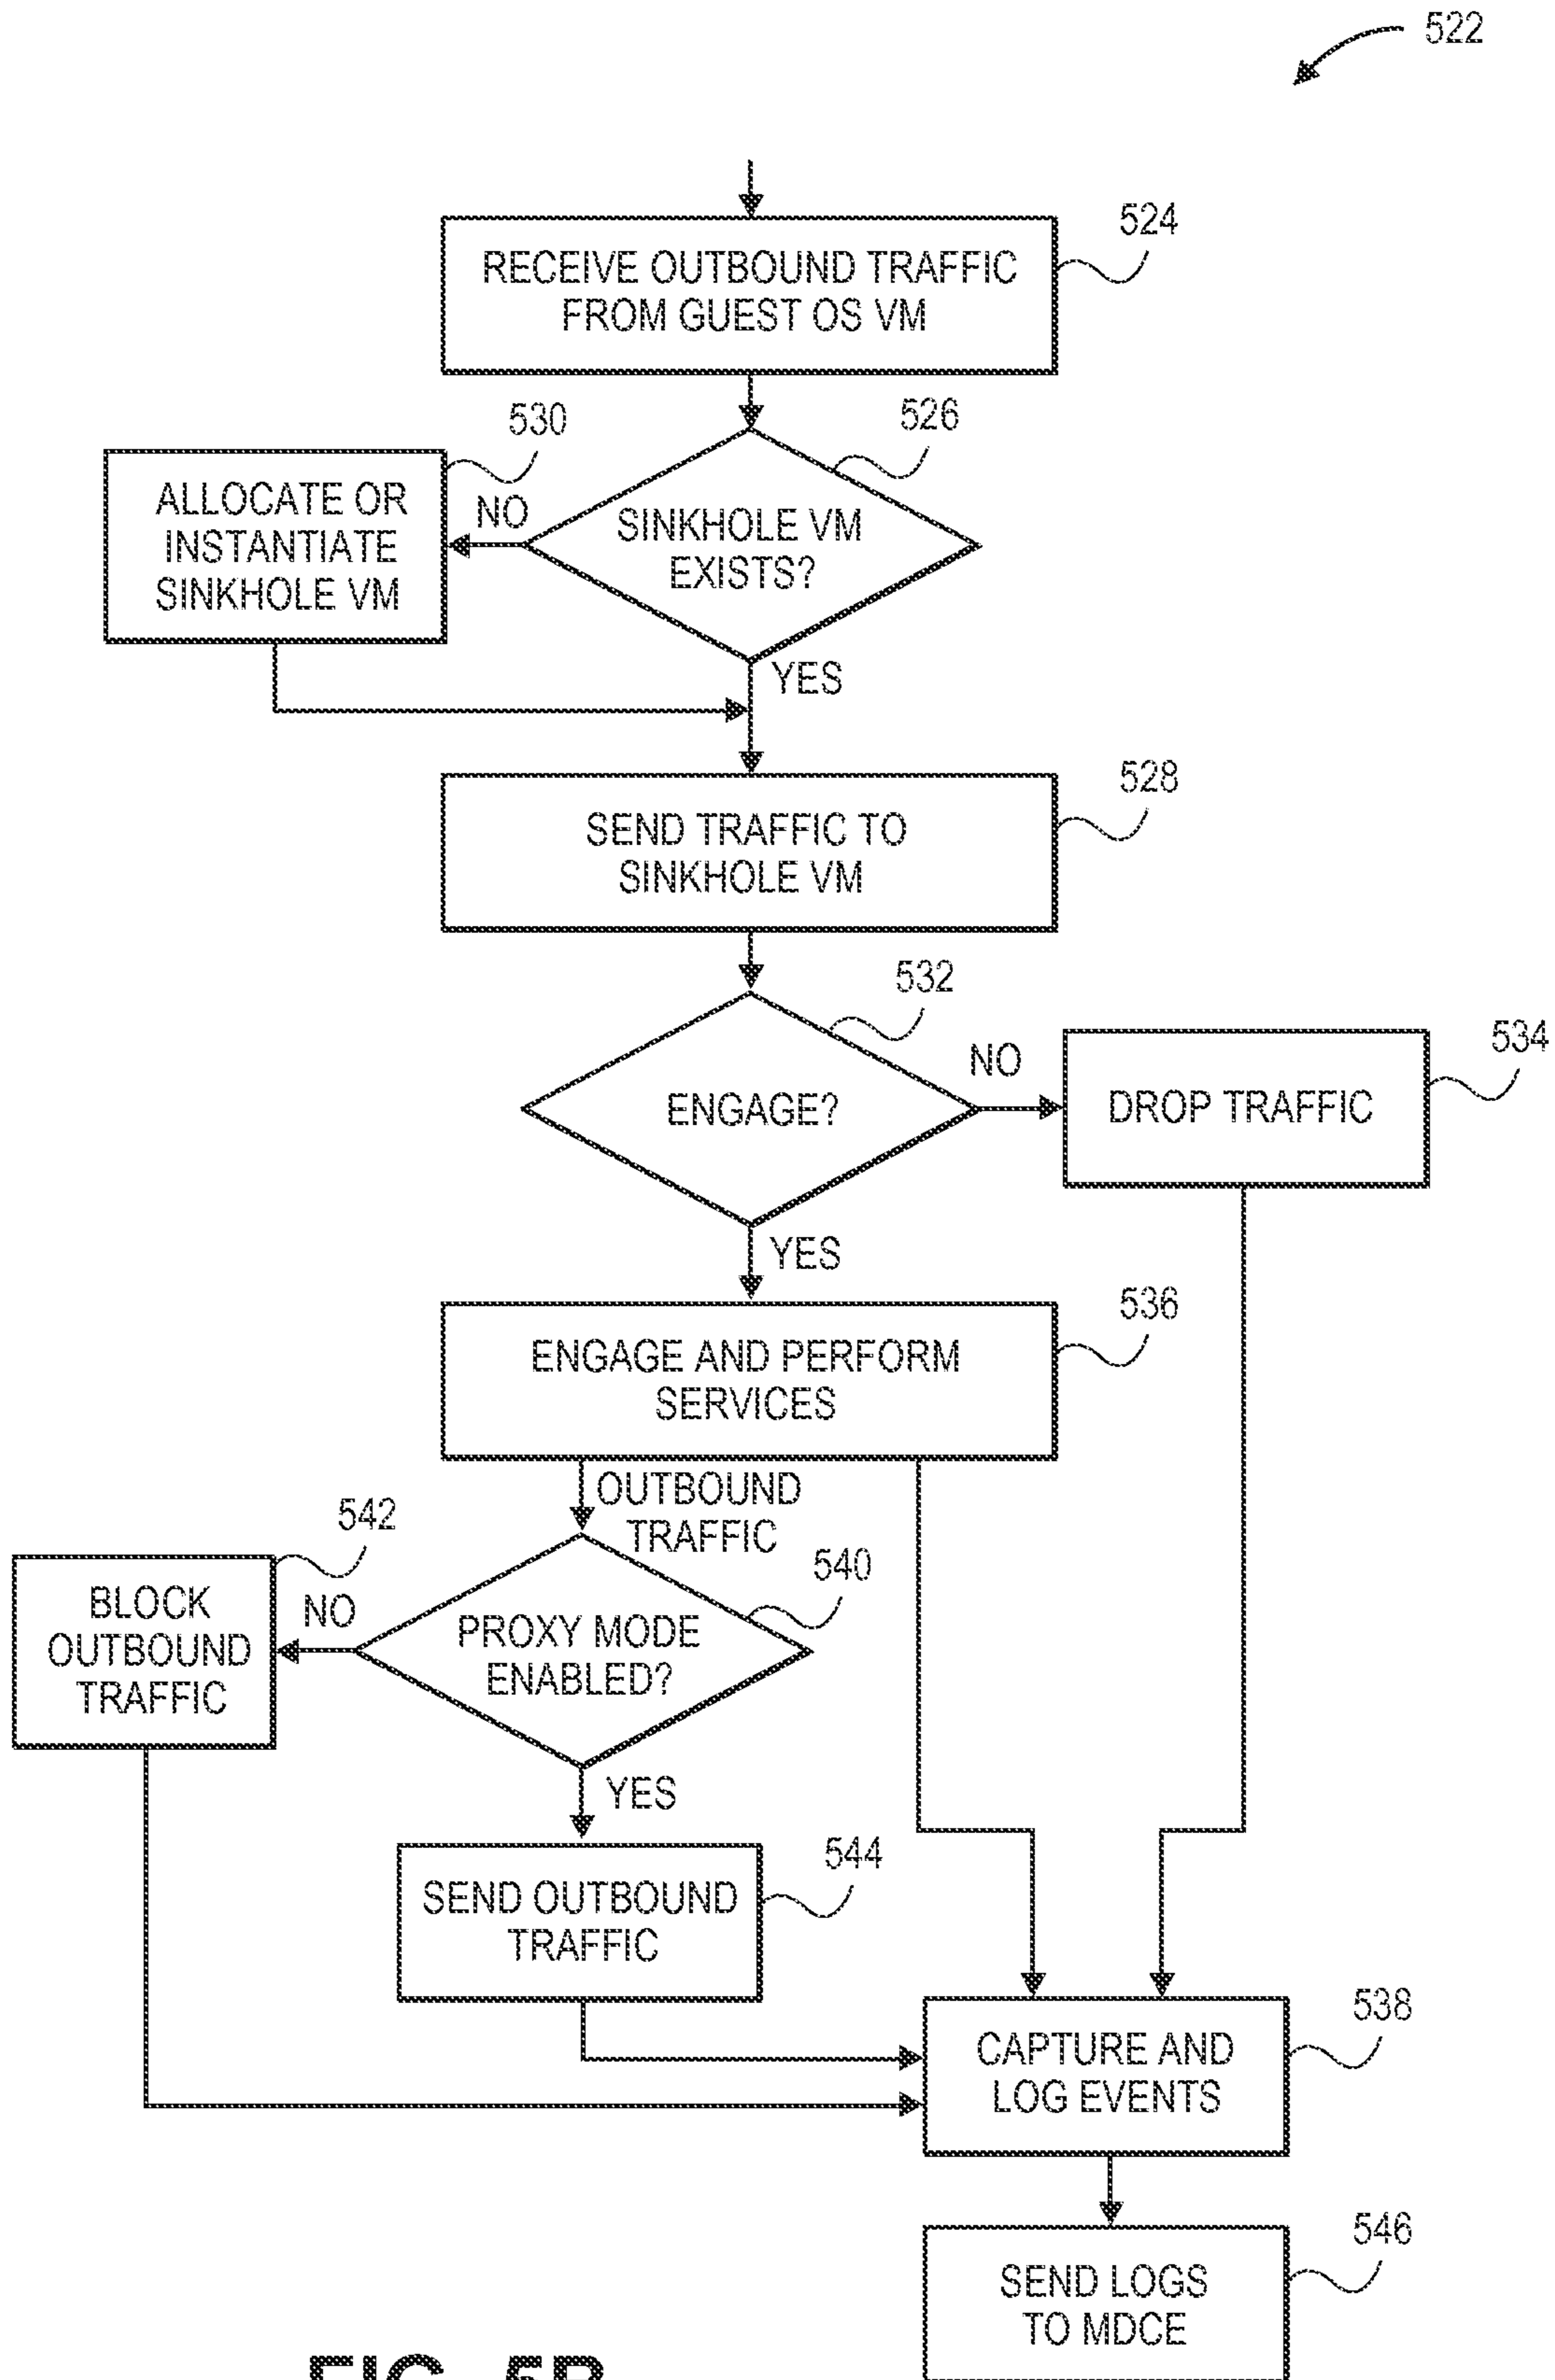 522
524
RECEIVE OUTBOUND TRAFFIC
FROM GUEST OS VM
530
526
ALLOCATE OR
INSTANTIATE
SINKHOLE VM
NO
SINKHOLE VM
EXISTS?
YES
528
SEND TRAFFIC TO
SINKHOLE VM
532
534
NO
ENGAGE?
DROP TRAFFIC
YES
536
ENGAGE AND PERFORM
SERVICES
OUTBOUND
TRAFFIC
542
540
BLOCK
OUTBOUND
TRAFFIC
NO
PROXY MODE
ENABLED?
YES
544
SEND OUTBOUND
TRAFFIC
538
CAPTURE AND
LOG EVENTS
546
SEND LOGS
TO MDCE
FIG. 5B